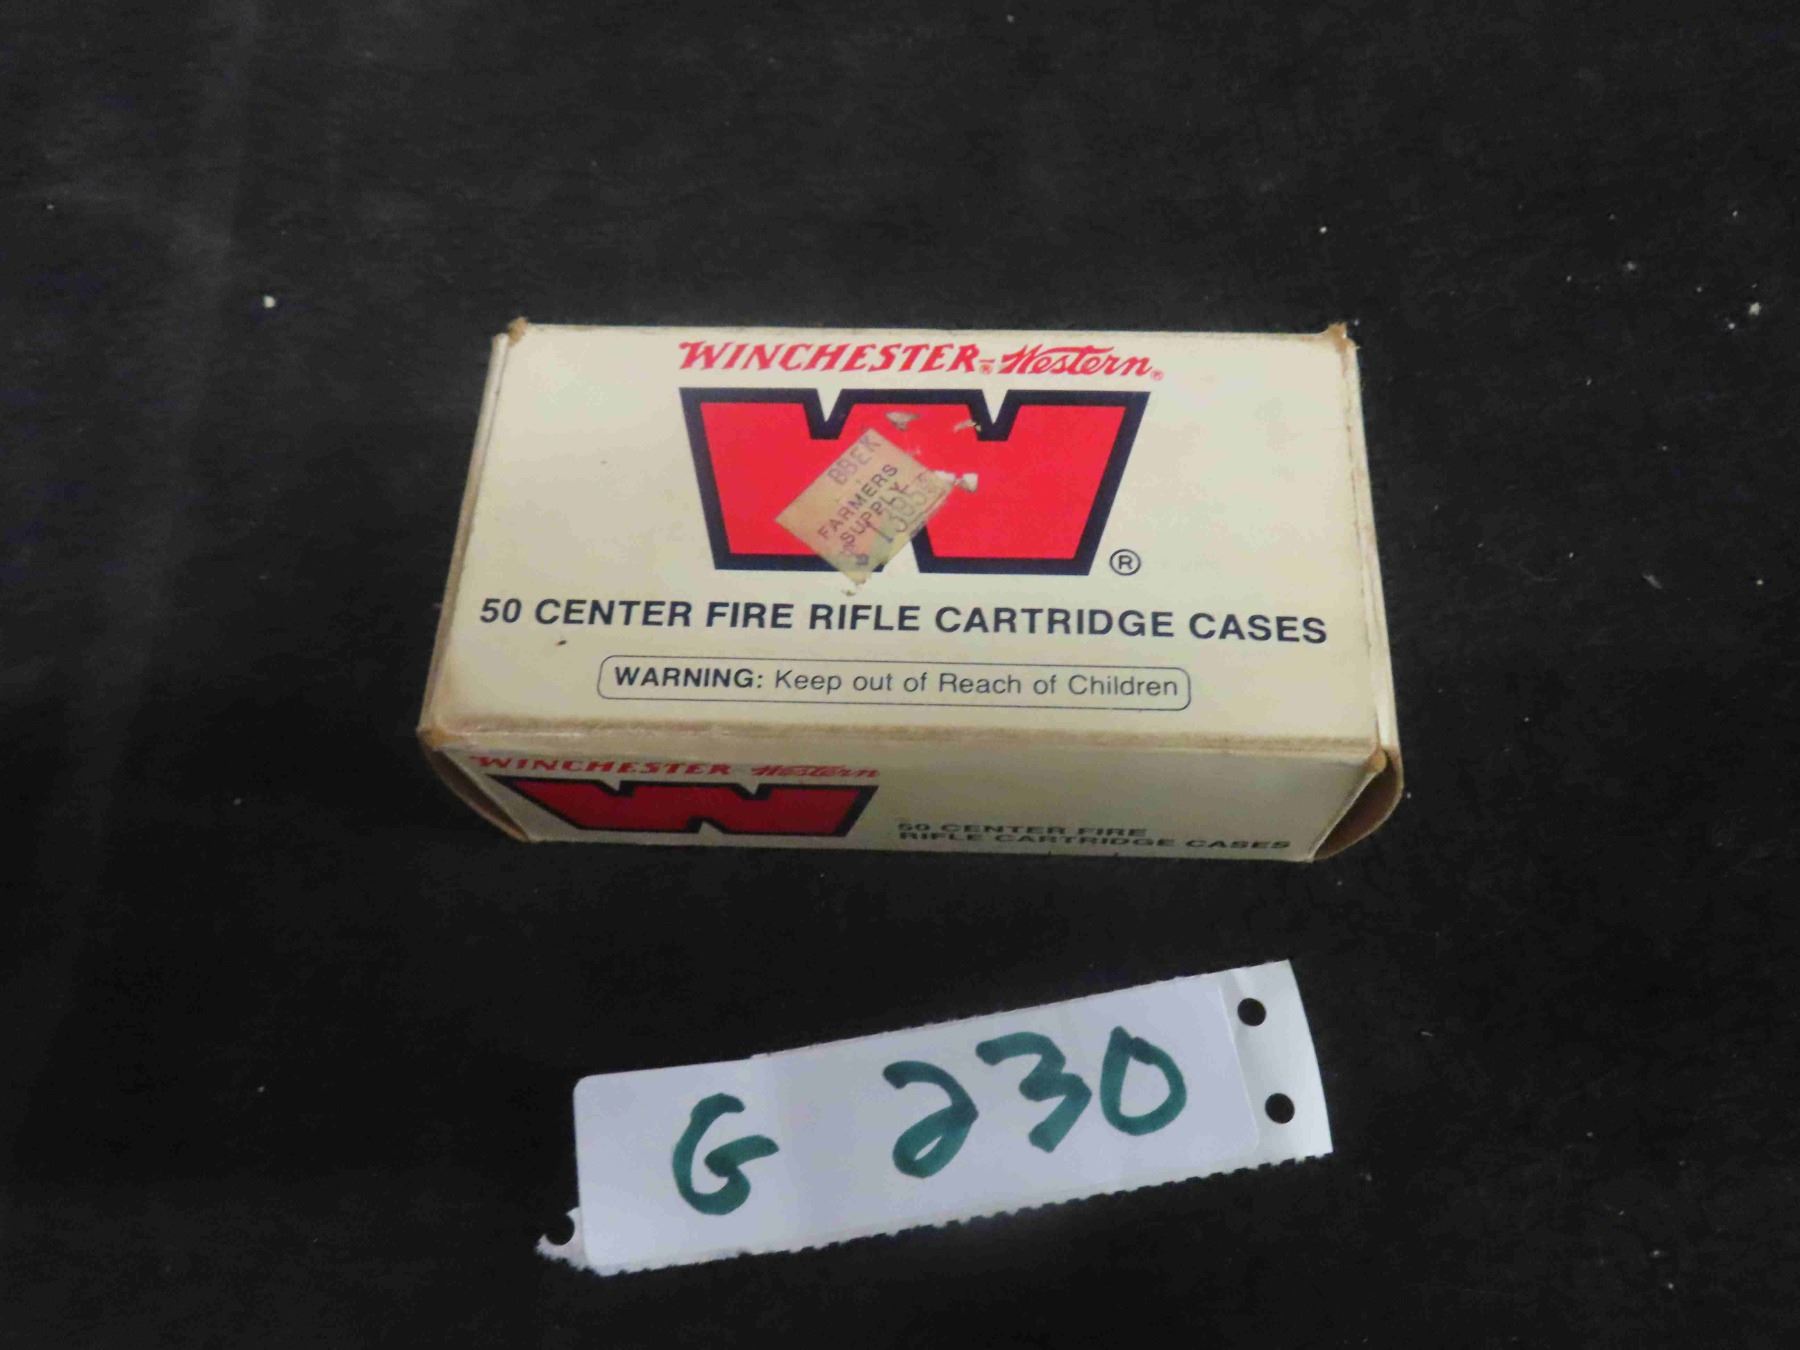 WINCHESTER® Western®
W
BBEK
FARMERS
SUPPLY
$ 1395
®
50 CENTER FIRE RIFLE CARTRIDGE CASES
WARNING: Keep out of Reach of Children
WINCHESTER Western
W
50 CENTER FIRE
RIFLE CARTRIDGE CASES
G 230